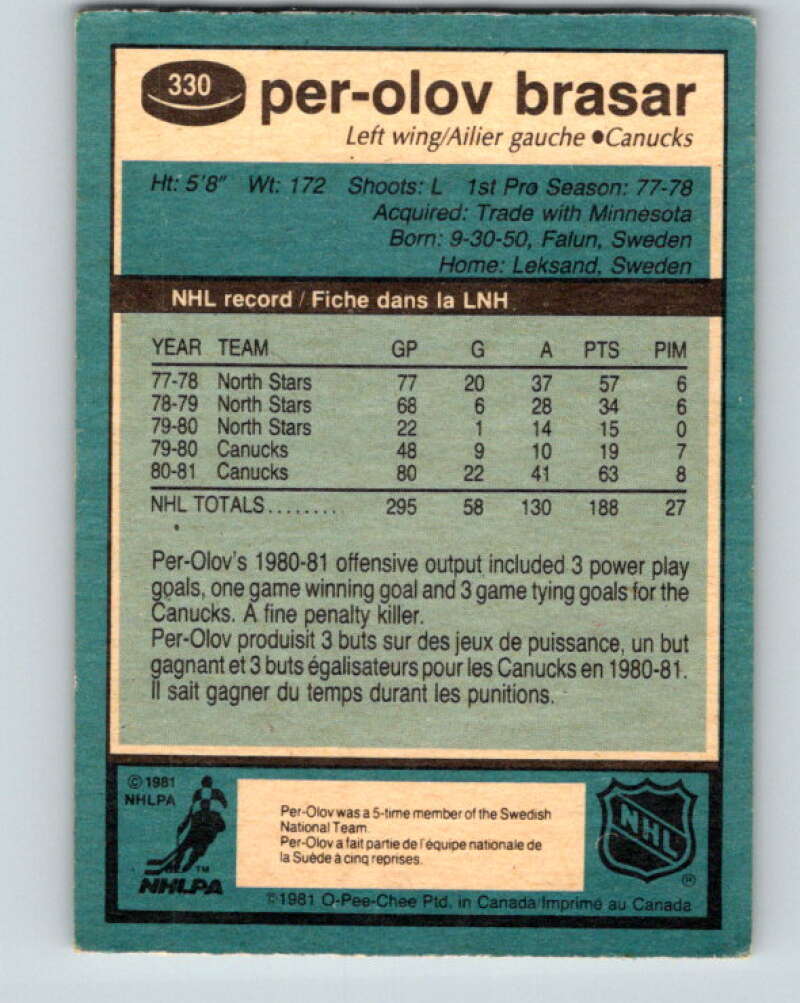 330
per-olov brasar
Left wing/Ailier gauche ●Canucks
Ht: 5'8" Wt: 172 Shoots: L 1st Pro Season: 77-78
Acquired: Trade with Minnesota
Born: 9-30-50, Falun, Sweden
Home: Leksand, Sweden
NHL record / Fiche dans la LNH
YEAR TEAM GP G A PTS PIM
77-78 North Stars 77 20 37 57 6
78-79 North Stars 68 6 28 34 6
79-80 North Stars 22 1 14 15 0
79-80 Canucks 48 9 10 19 7
80-81 Canucks 80 22 41 63 8
NHL TOTALS........ 295 58 130 188 27
Per-Olov's 1980-81 offensive output included 3 power play
goals, one game winning goal and 3 game tying goals for the
Canucks. A fine penalty killer.
Per-Olov produisit 3 buts sur des jeux de puissance, un but
gagnant et 3 buts égalisateurs pour les Canucks en 1980-81.
Il sait gagner du temps durant les punitions.
© 1981
NHLPA
TM
NHLPA
Per-Olov was a 5-time member of the Swedish
National Team.
Per-Olov a fait partie de l'équipe nationale de
la Suède à cinq reprises.
NHL
®
©1981 O-Pee-Chee Ptd. in Canada/Imprimé au Canada